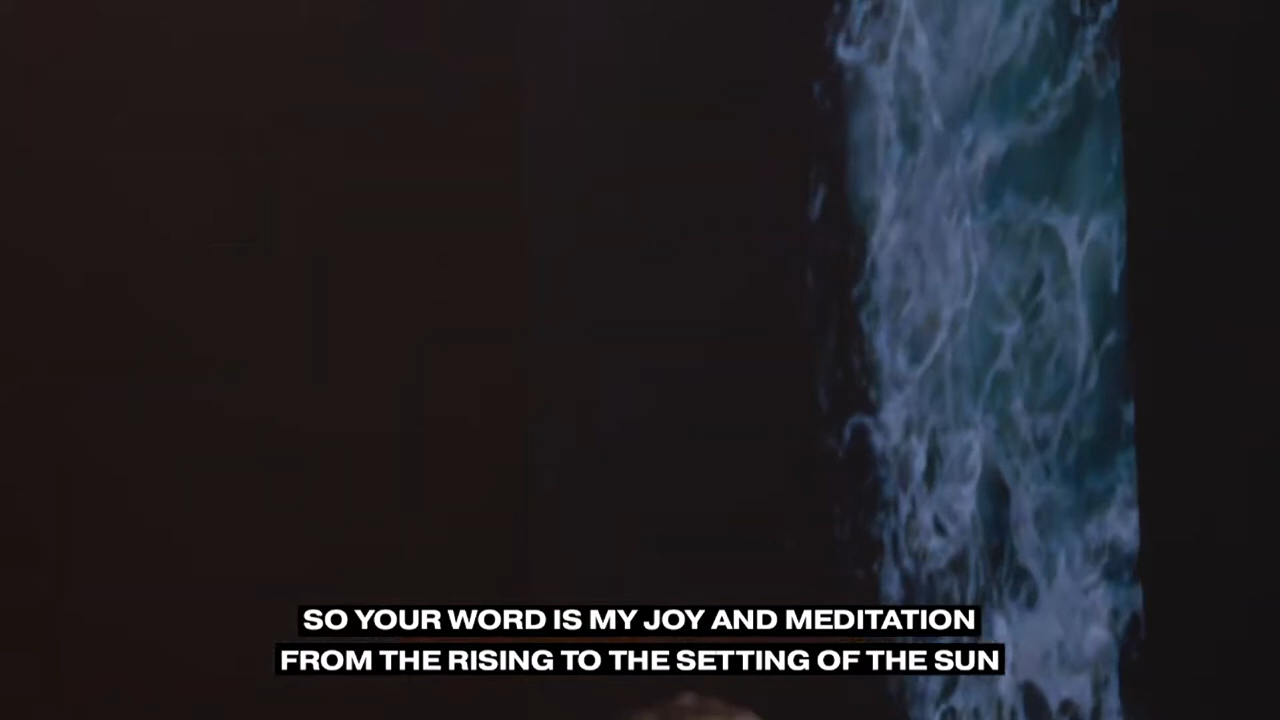 SO YOUR WORD IS MY JOY AND MEDITATION
FROM THE RISING TO THE SETTING OF THE SUN